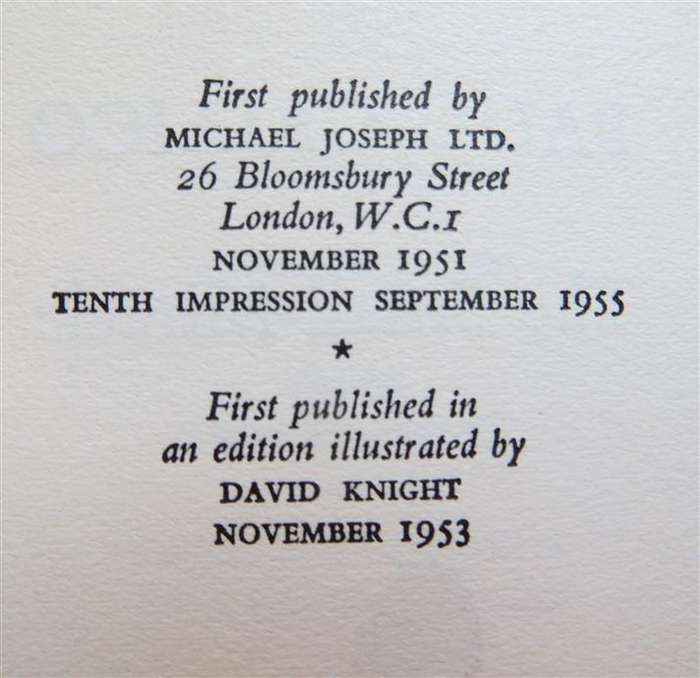 First published by
MICHAEL JOSEPH LTD.
26 Bloomsbury Street
London, W.C.1
NOVEMBER 1951
TENTH IMPRESSION SEPTEMBER 1955
★
First published in
an edition illustrated by
DAVID KNIGHT
NOVEMBER 1953